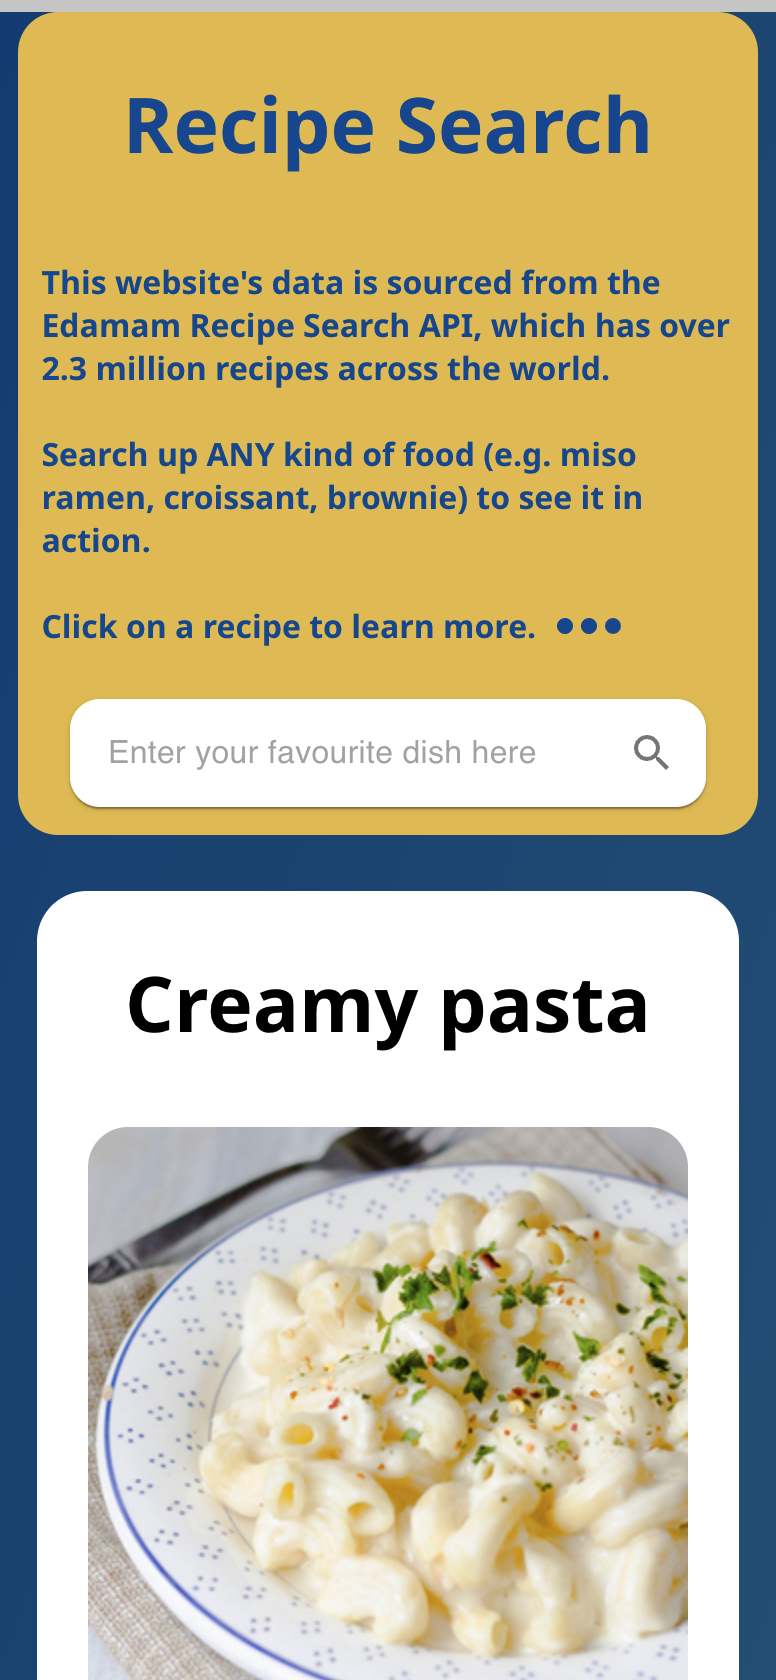 Recipe Search
This website's data is sourced from the
Edamam Recipe Search API, which has over
2.3 million recipes across the world.
Search up ANY kind of food (e.g. miso
ramen, croissant, brownie) to see it in
action.
Click on a recipe to learn more.
Enter your favourite dish here
Creamy pasta